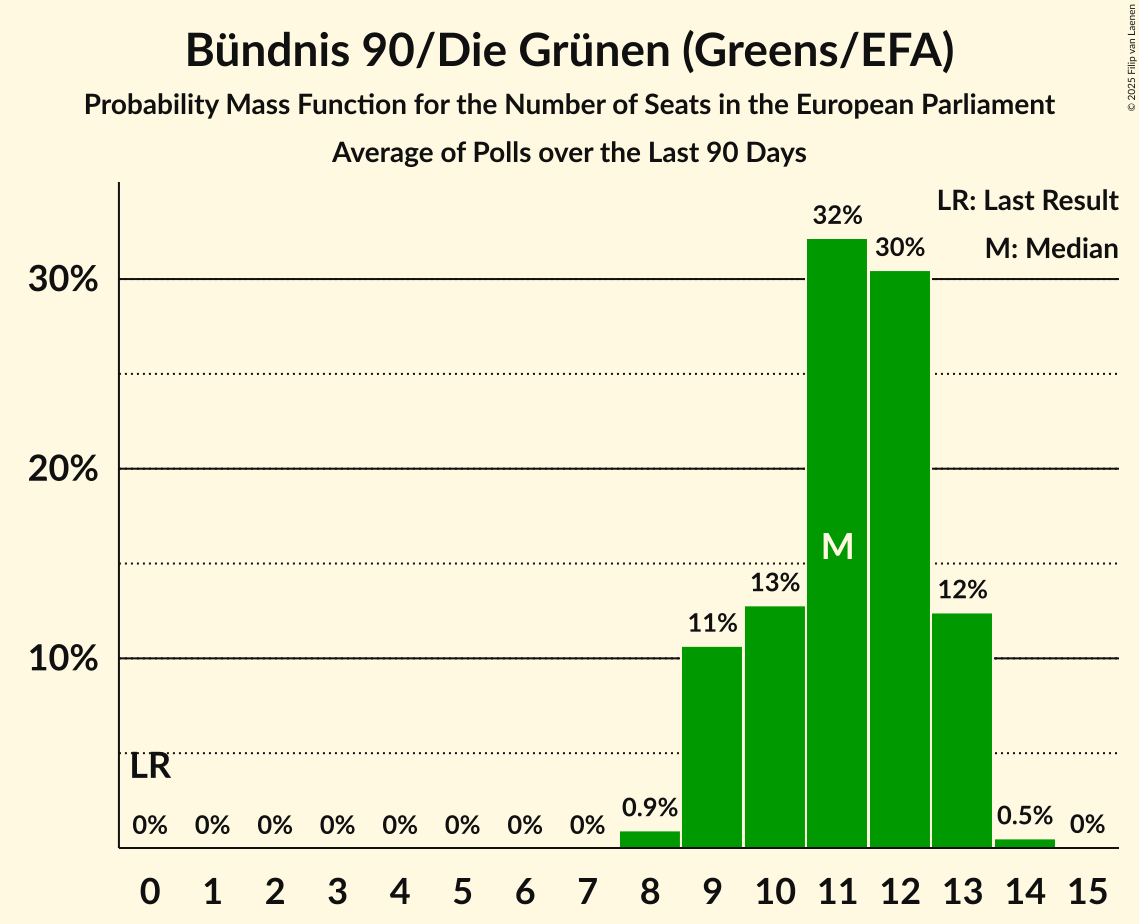 Bündnis 90/Die Grünen (Greens/EFA)
Probability Mass Function for the Number of Seats in the European Parliament
Average of Polls over the Last 90 Days
© 2025 Filip van Laenen
LR: Last Result
M: Median
32%
30%
30%
20%
M
13%
12%
11%
10%
LR
0% 0% 0% 0% 0% 0% 0% 0% 0.9% 0.5% 0%
0 1 2 3 4 5 6 7 8 9 10 11 12 13 14 15